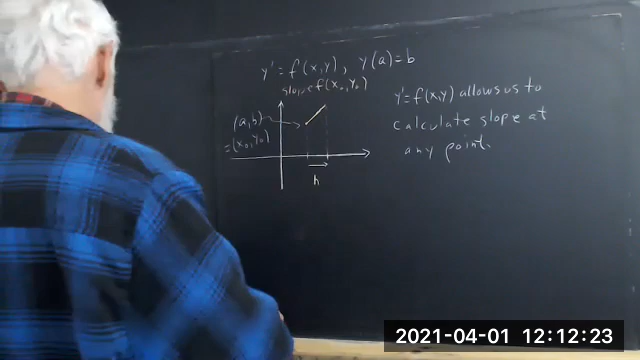 y' = f(x,y), y(a) = b
slope f(x₀,y₀)
(a,b)
= (x₀,y₀)
h
y' = f(x,y) allows us to
calculate slope at
any point.
2021-04-01 12:12:23